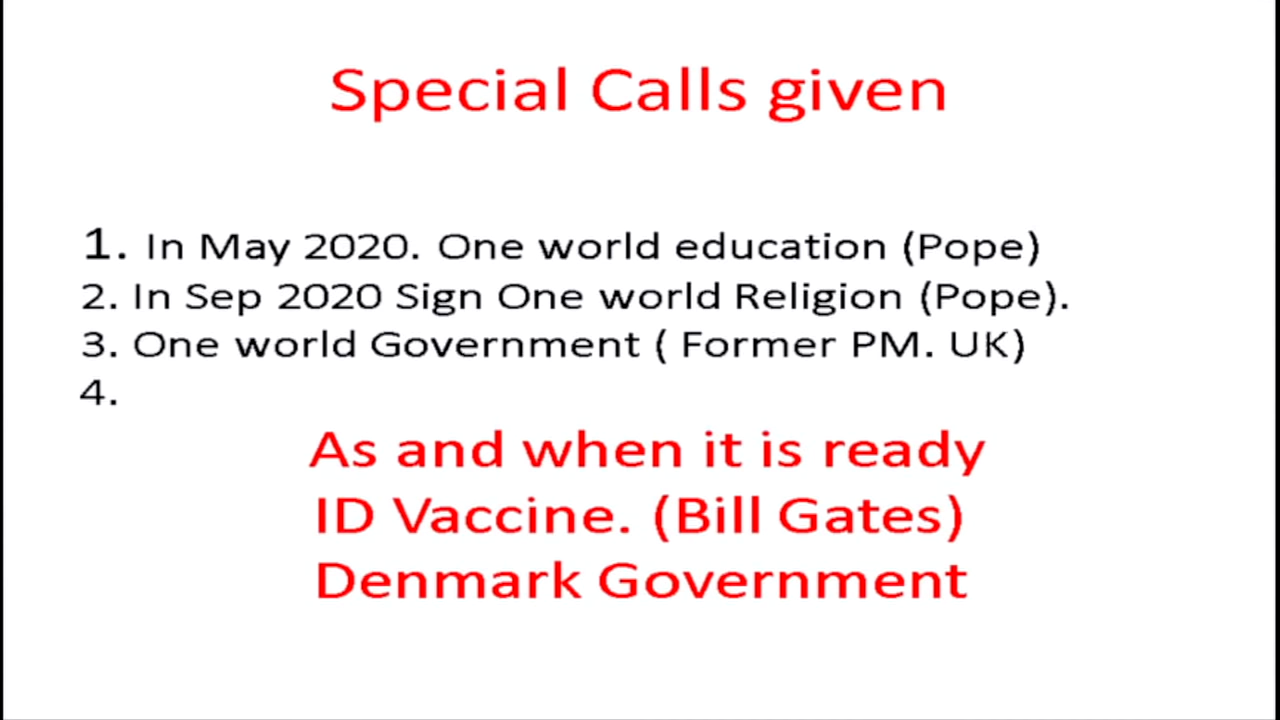 Special Calls given
1. In May 2020. One world education (Pope)
2. In Sep 2020 Sign One world Religion (Pope).
3. One world Government ( Former PM. UK)
4.
As and when it is ready
ID Vaccine. (Bill Gates)
Denmark Government